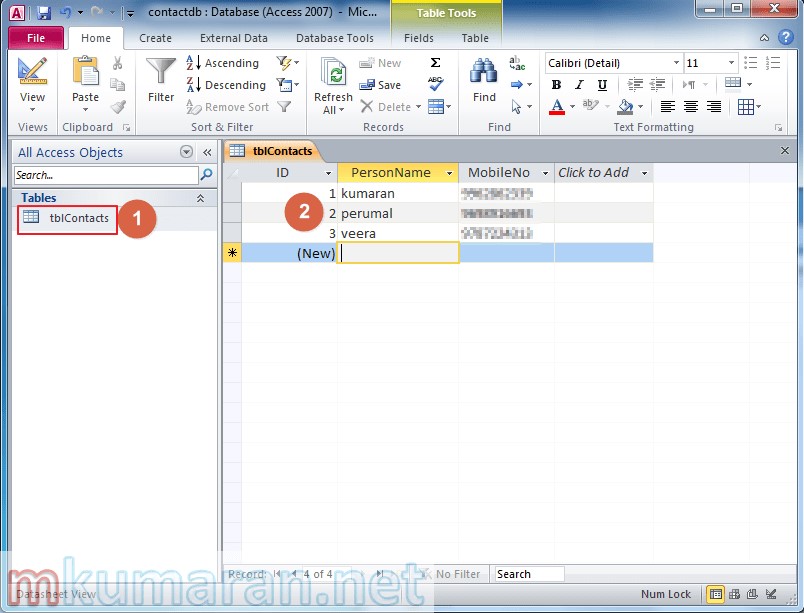 contactdb : Database (Access 2007) - Mic...
Table Tools
File Home Create External Data Database Tools Fields Table
View
Views
Paste
Clipboard
Filter
Ascending
Descending
Remove Sort
Sort & Filter
Refresh
All
New
Save
Delete
Records
Find
Find
Calibri (Detail) 11
B I U
Text Formatting
All Access Objects
Search...
Tables
tblContacts
1
tblContacts
ID PersonName MobileNo Click to Add
1 kumaran
2
2 perumal
3 veera
(New)
Record: 4 of 4 No Filter Search
mkumaran.net
Datasheet View Num Lock